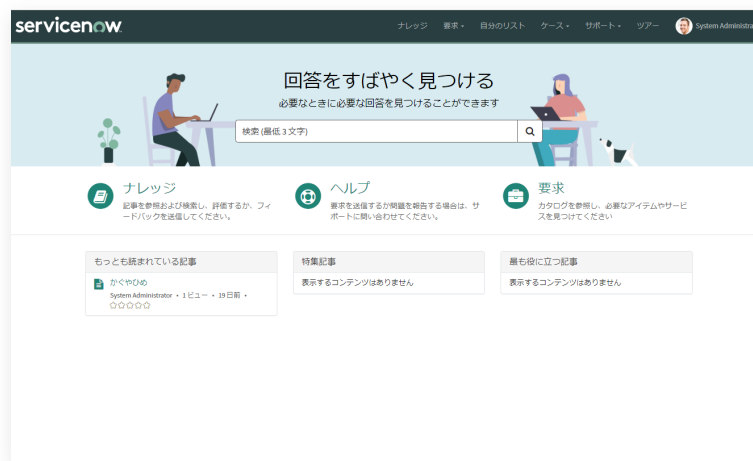 servicenow
ナレッジ 要求 自分のリスト ケース サポート ツアー System Administra
回答をすばやく見つける
必要なときに必要な回答を見つけることができます
検索 (最低 3 文字)
ナレッジ
記事を参照および検索し、評価するか、フィ
ードバックを送信してください。
ヘルプ
要求を送信するか問題を報告する場合は、サ
ポートに問い合わせてください。
要求
カタログを参照し、必要なアイテムやサービ
スを見つけてください
もっとも読まれている記事
かぐやひめ
System Administrator • 1 ビュー • 19 日前 •
特集記事
表示するコンテンツはありません
最も役に立つ記事
表示するコンテンツはありません